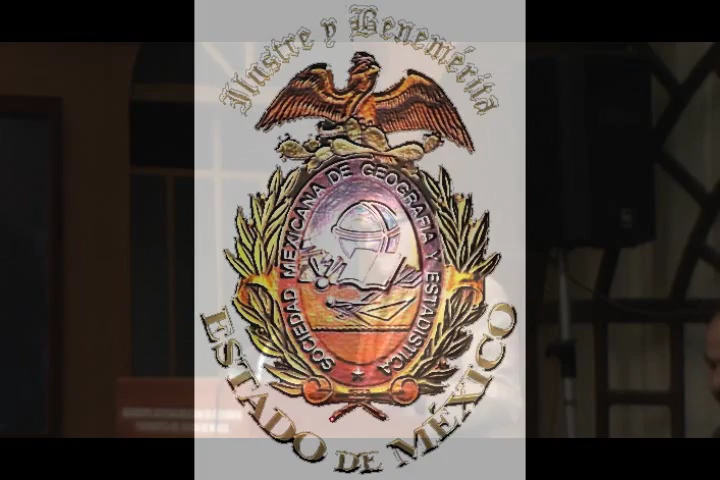 Ilustre y Benemérita
SOCIEDAD MEXICANA DE GEOGRAFIA Y ESTADISTICA
ESTADO DE MÉXICO